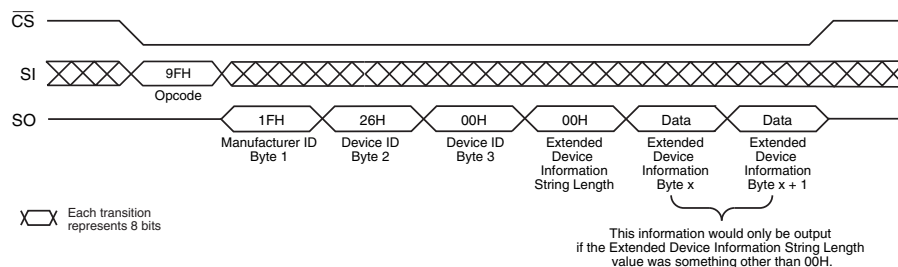 CS
SI
9FH
Opcode
SO
1FH
26H
00H
00H
Data
Data
Manufacturer ID
Byte 1
Device ID
Byte 2
Device ID
Byte 3
Extended
Device
Information
String Length
Extended
Device
Information
Byte x
Extended
Device
Information
Byte x + 1
Each transition
represents 8 bits
This information would only be output
if the Extended Device Information String Length
value was something other than 00H.